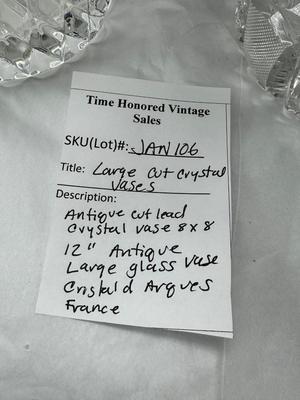 Time Honored Vintage
Sales
SKU(Lot)#: JAN 106
Title: Large cut crystal
vases
Description:
Antique cut lead
Crystal vase 8x8
12" Antique
Large glass vase
Cristal d Arques
France